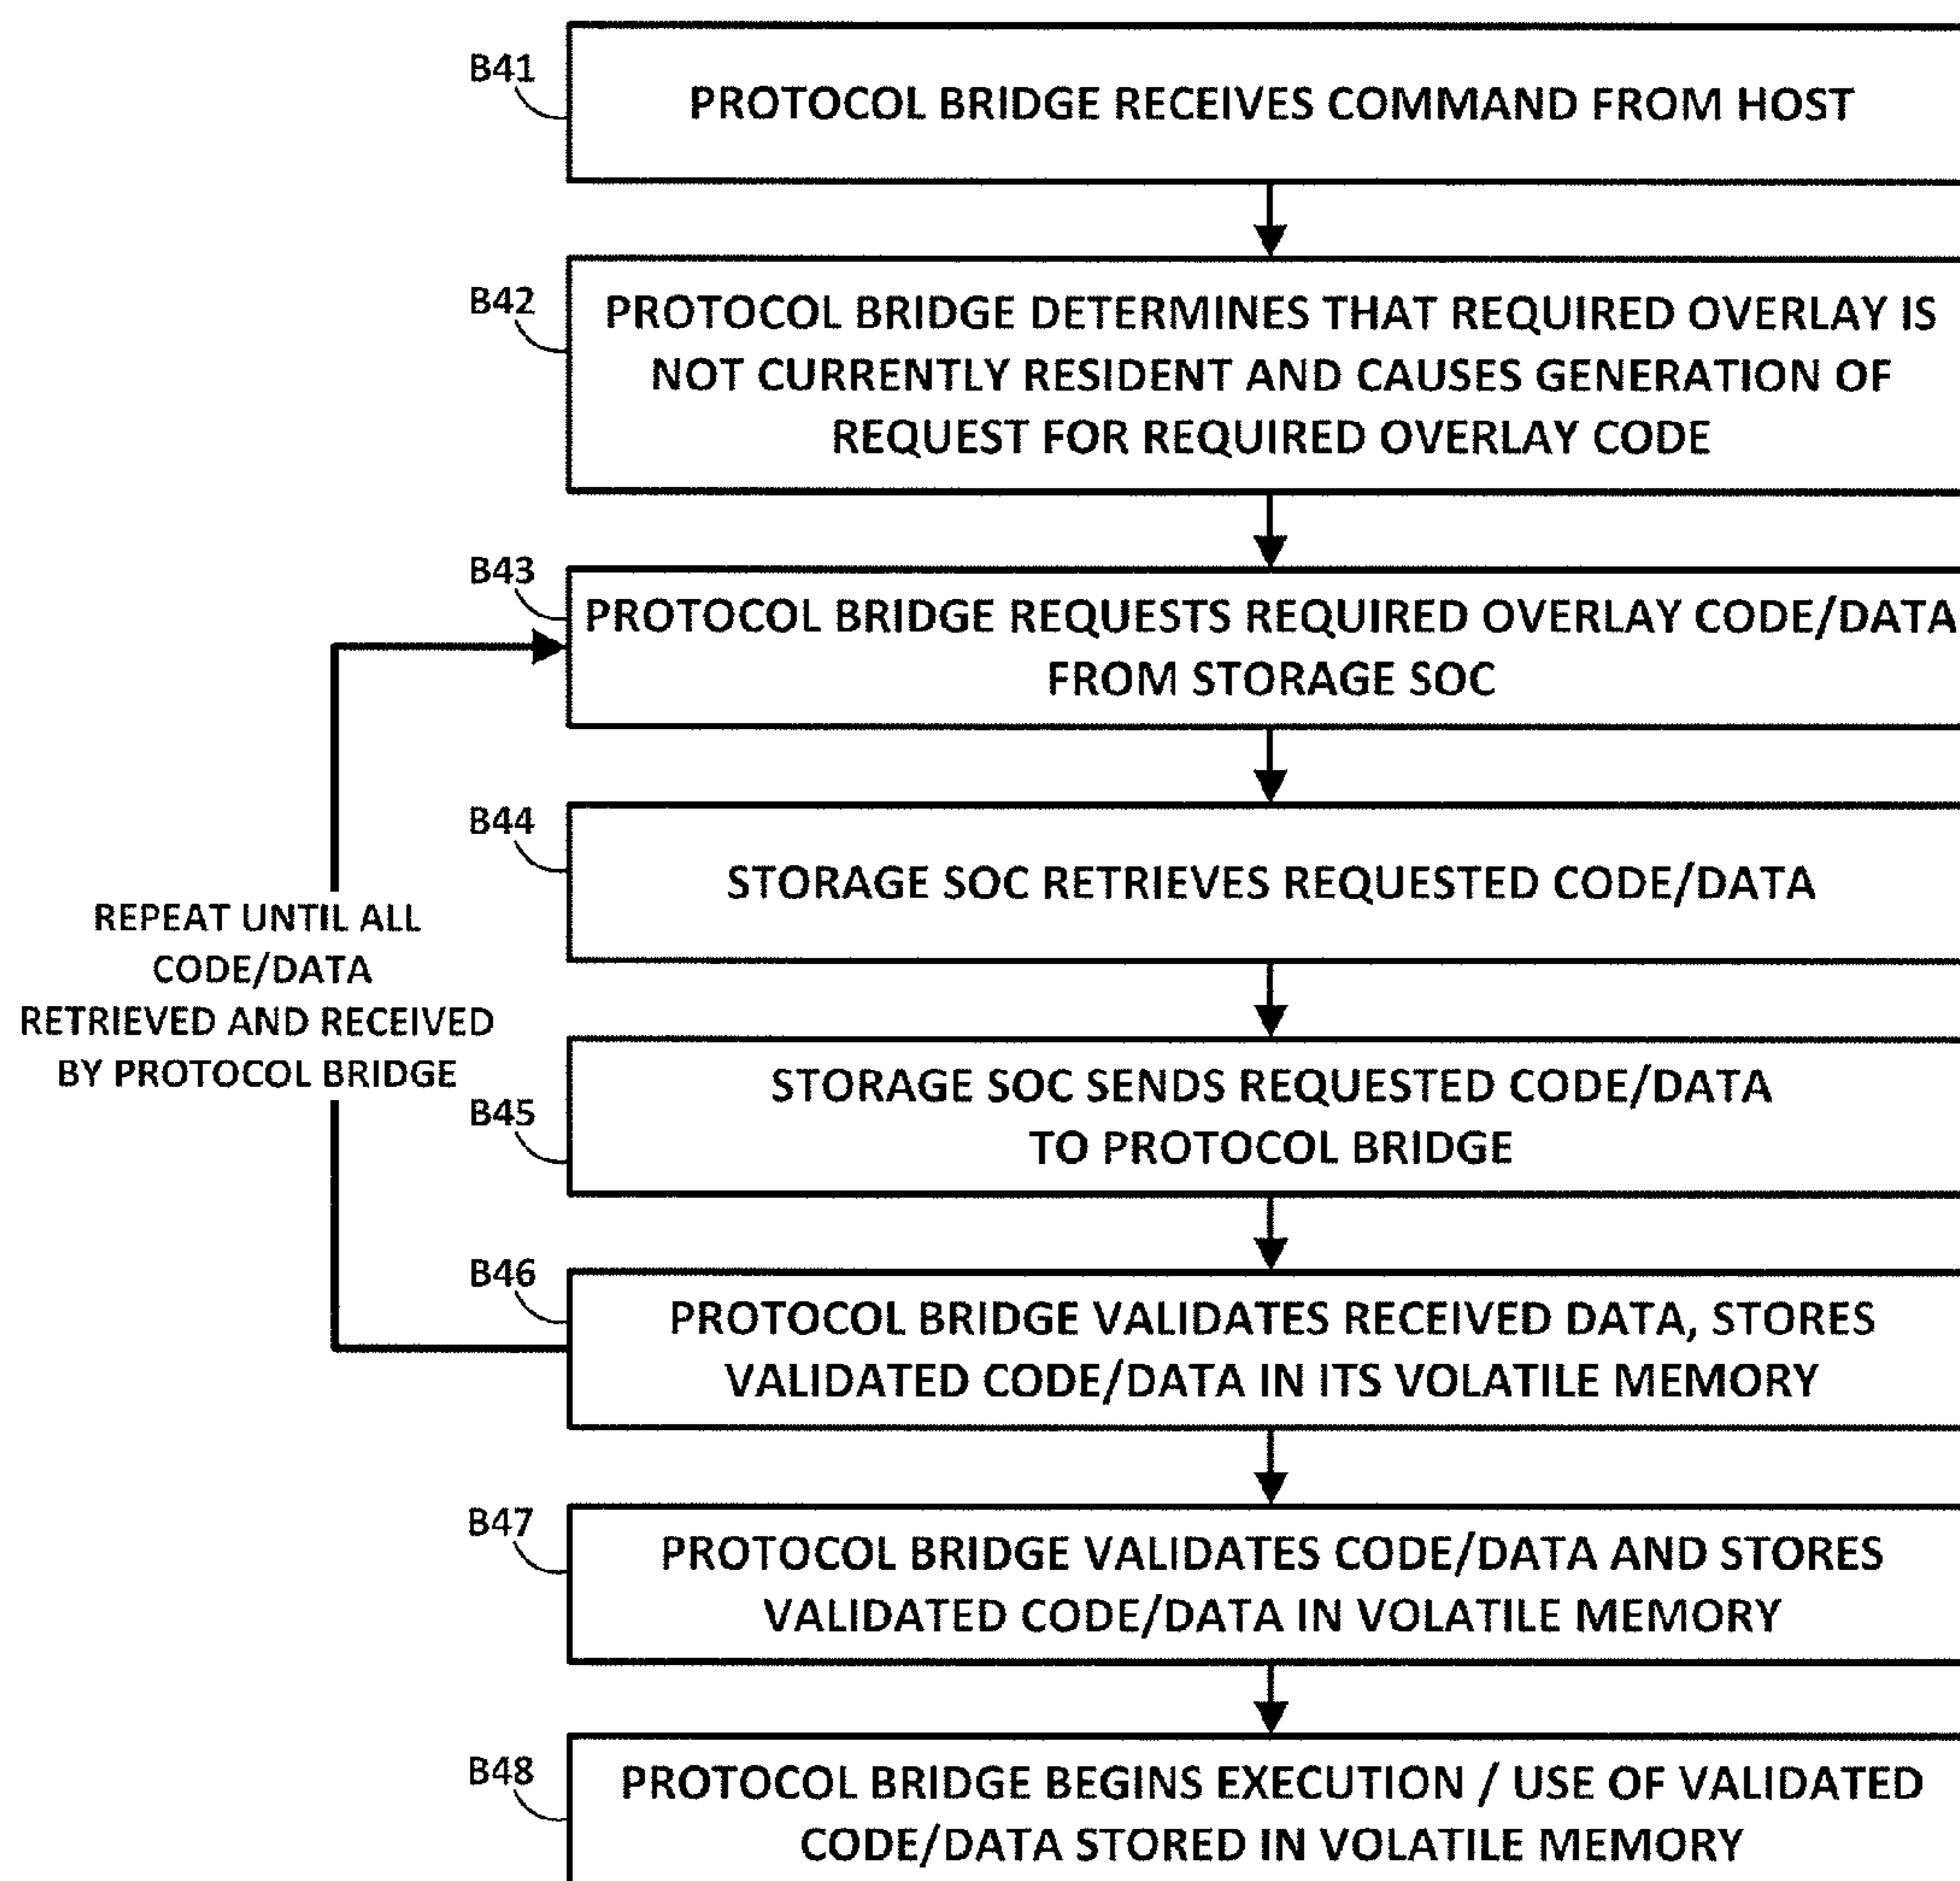 B41
PROTOCOL BRIDGE RECEIVES COMMAND FROM HOST
B42
PROTOCOL BRIDGE DETERMINES THAT REQUIRED OVERLAY IS
NOT CURRENTLY RESIDENT AND CAUSES GENERATION OF
REQUEST FOR REQUIRED OVERLAY CODE
B43
PROTOCOL BRIDGE REQUESTS REQUIRED OVERLAY CODE/DATA
FROM STORAGE SOC
B44
STORAGE SOC RETRIEVES REQUESTED CODE/DATA
REPEAT UNTIL ALL
CODE/DATA
RETRIEVED AND RECEIVED
BY PROTOCOL BRIDGE
B45
STORAGE SOC SENDS REQUESTED CODE/DATA
TO PROTOCOL BRIDGE
B46
PROTOCOL BRIDGE VALIDATES RECEIVED DATA, STORES
VALIDATED CODE/DATA IN ITS VOLATILE MEMORY
B47
PROTOCOL BRIDGE VALIDATES CODE/DATA AND STORES
VALIDATED CODE/DATA IN VOLATILE MEMORY
B48
PROTOCOL BRIDGE BEGINS EXECUTION / USE OF VALIDATED
CODE/DATA STORED IN VOLATILE MEMORY